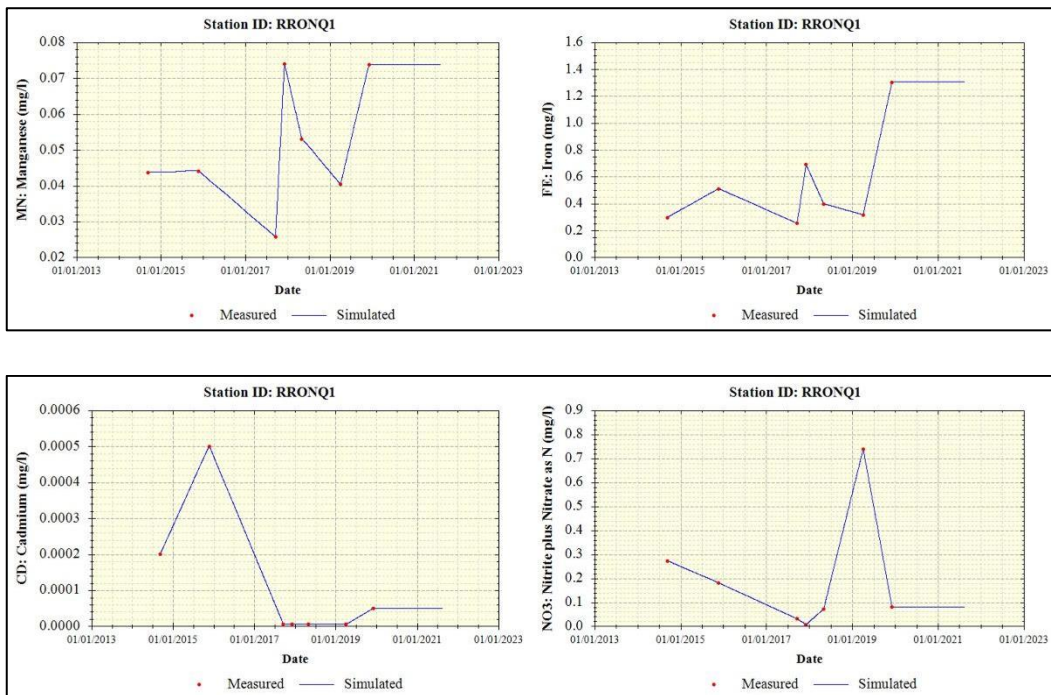 Station ID: RRONQ1
MN: Manganese (mg/l)
0.08
0.07
0.06
0.05
0.04
0.03
0.02
01/01/2013 01/01/2015 01/01/2017 01/01/2019 01/01/2021 01/01/2023
Date
Measured Simulated
Station ID: RRONQ1
FE: Iron (mg/l)
1.6
1.4
1.2
1.0
0.8
0.6
0.4
0.2
0.0
01/01/2013 01/01/2015 01/01/2017 01/01/2019 01/01/2021 01/01/2023
Date
Measured Simulated
Station ID: RRONQ1
CD: Cadmium (mg/l)
0.0006
0.0005
0.0004
0.0003
0.0002
0.0001
0.0000
01/01/2013 01/01/2015 01/01/2017 01/01/2019 01/01/2021 01/01/2023
Date
Measured Simulated
Station ID: RRONQ1
NO3: Nitrite plus Nitrate as N (mg/l)
0.9
0.8
0.7
0.6
0.5
0.4
0.3
0.2
0.1
0.0
01/01/2013 01/01/2015 01/01/2017 01/01/2019 01/01/2021 01/01/2023
Date
Measured Simulated